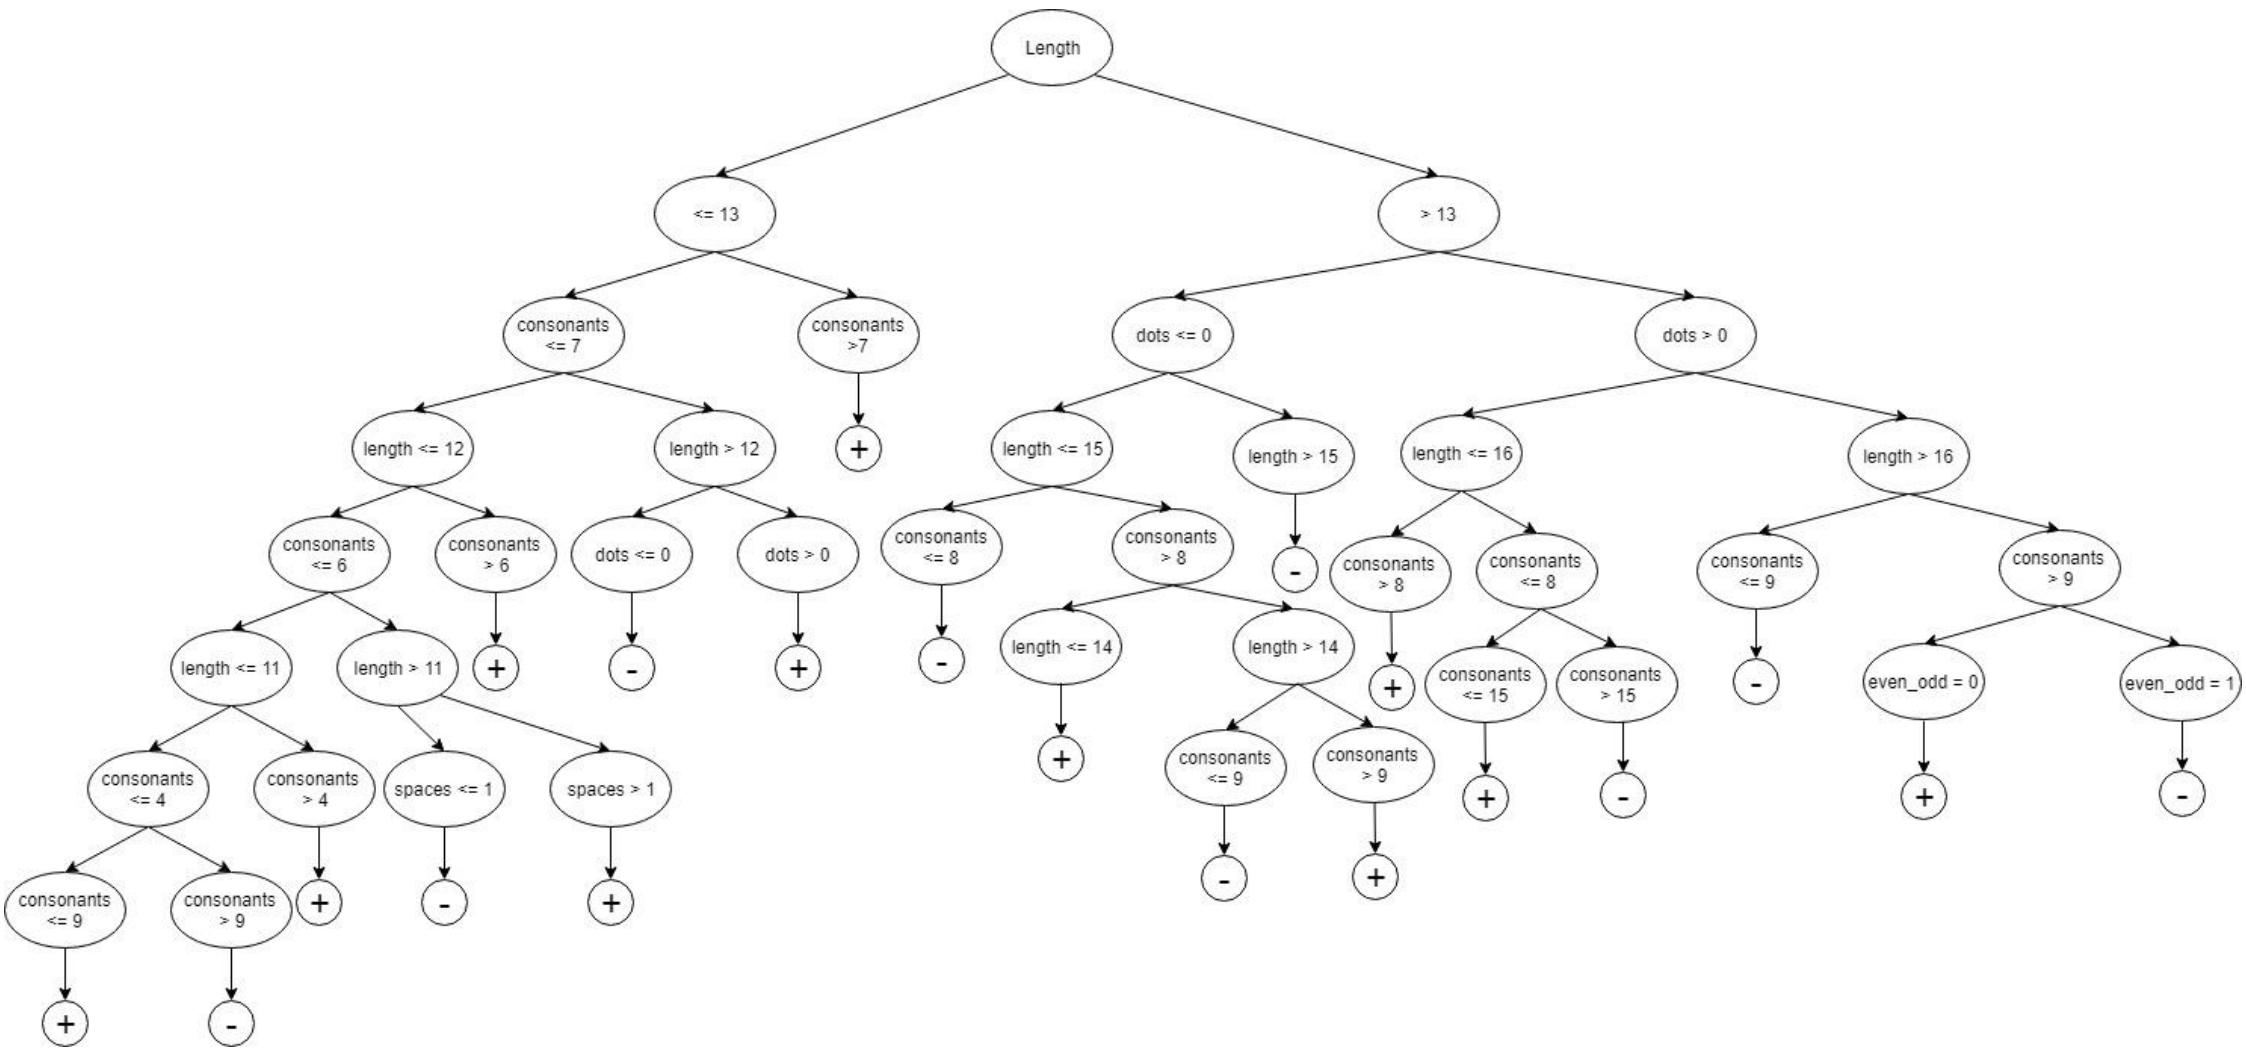 Length
<= 13
> 13
consonants
<= 7
consonants
>7
dots <= 0
dots > 0
length <= 12
length > 12
+
length <= 15
length > 15
length <= 16
length > 16
consonants
<= 6
consonants
> 6
dots <= 0
dots > 0
consonants
<= 8
consonants
> 8
-
consonants
> 8
consonants
<= 8
consonants
<= 9
consonants
> 9
length <= 11
length > 11
+
-
+
-
length <= 14
length > 14
+
consonants
<= 15
consonants
> 15
-
even_odd = 0
even_odd = 1
consonants
<= 4
consonants
> 4
spaces <= 1
spaces > 1
+
consonants
<= 9
consonants
> 9
+
-
+
-
consonants
<= 9
consonants
> 9
+
-
+
-
+
+
-